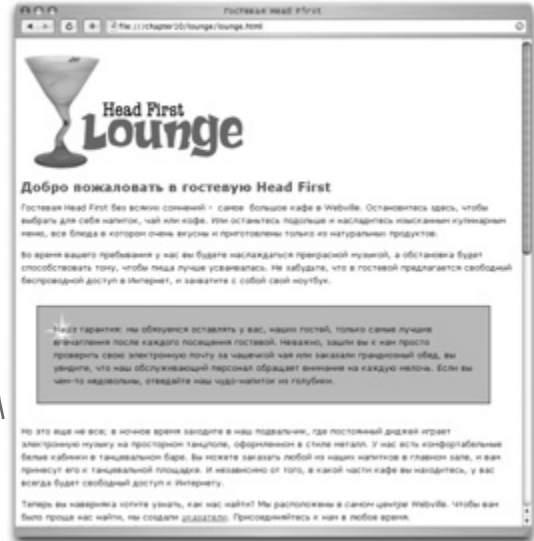 Гостевая Head First
file:///chapter10/lounge/lounge.html
Head First
Lounge
Добро пожаловать в гостевую Head First
Гостевая Head First без всяких сомнений – самое большое кафе в Webville. Остановитесь здесь, чтобы
выбрать для себя напиток, чай или кофе. Или останьтесь подольше и насладитесь изысканным кулинарным
меню, все блюда в котором очень вкусны и приготовлены только из натуральных продуктов.
Во время вашего пребывания у нас вы будете наслаждаться прекрасной музыкой, а обстановка будет
способствовать тому, чтобы пища лучше усваивалась. Не забудьте, что в гостевой предлагается свободный
беспроводной доступ в Интернет, и захватите с собой свой ноутбук.
Наша гарантия: мы обязуемся оставлять у вас, наших гостей, только самые лучшие
впечатления после каждого посещения гостевой. Неважно, зашли вы к нам просто
проверить свою электронную почту за чашечкой чая или заказали грандиозный обед, вы
увидите, что наш обслуживающий персонал обращает внимание на каждую мелочь. Если вы
чем-то недовольны, отведайте наш чудо-напиток из голубики.
Но это еще не все; в ночное время заходите в наш подвальчик, где постоянный диджей играет
электронную музыку на просторном танцполе, оформленном в стиле металл. У нас есть комфортабельные
белые кабинки в танцевальном баре. Вы можете заказать любой из наших напитков в главном зале, и вам
принесут его к танцевальной площадке. И независимо от того, в какой части кафе вы находитесь, у вас
всегда будет свободный доступ к Интернету.
Теперь вы наверняка хотите узнать, как нас найти? Мы расположены в самом центре Webville. Чтобы вам
было проще нас найти, мы создали указатели. Присоединяйтесь к нам в любое время.